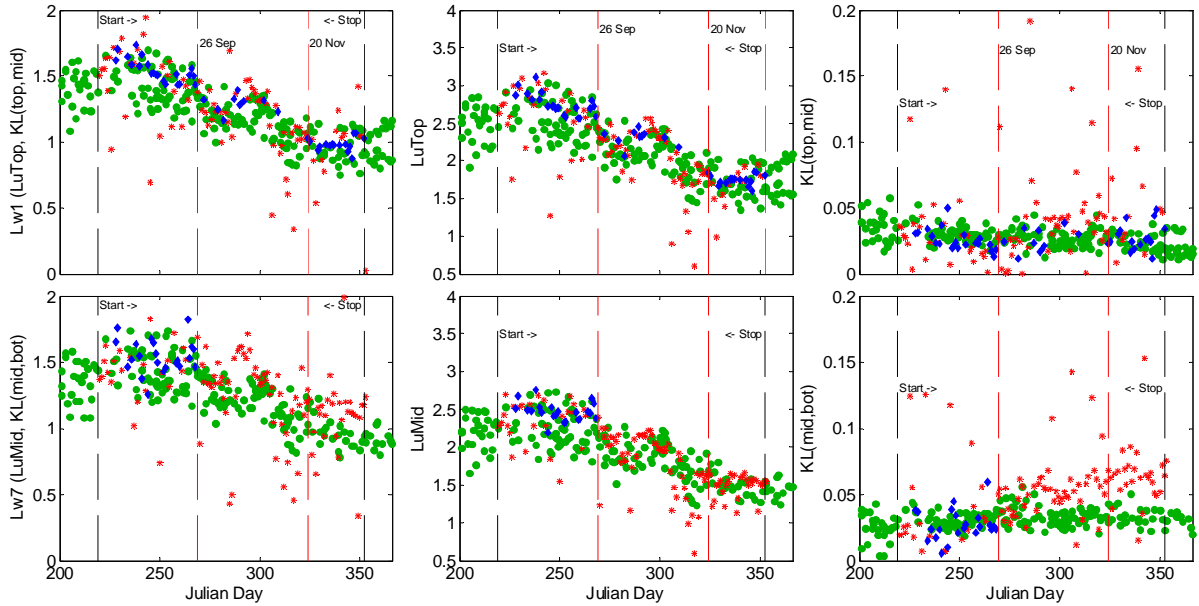 Lw1 (LuTop, KL(top,mid)
2
1.5
1
0.5
0
Start ->
<- Stop
26 Sep
20 Nov
LuTop
4
3.5
3
2.5
2
1.5
1
0.5
26 Sep
20 Nov
Start ->
<- Stop
KL(top,mid)
0.2
0.15
0.1
0.05
0
26 Sep
20 Nov
Start ->
<- Stop
Lw7 (LuMid, KL(mid,bot)
2
1.5
1
0.5
0
Start ->
<- Stop
200 250 300 350
Julian Day
LuMid
4
3.5
3
2.5
2
1.5
1
0.5
Start ->
<- Stop
200 250 300 350
Julian Day
KL(mid,bot)
0.2
0.15
0.1
0.05
0
Start ->
<- Stop
200 250 300 350
Julian Day